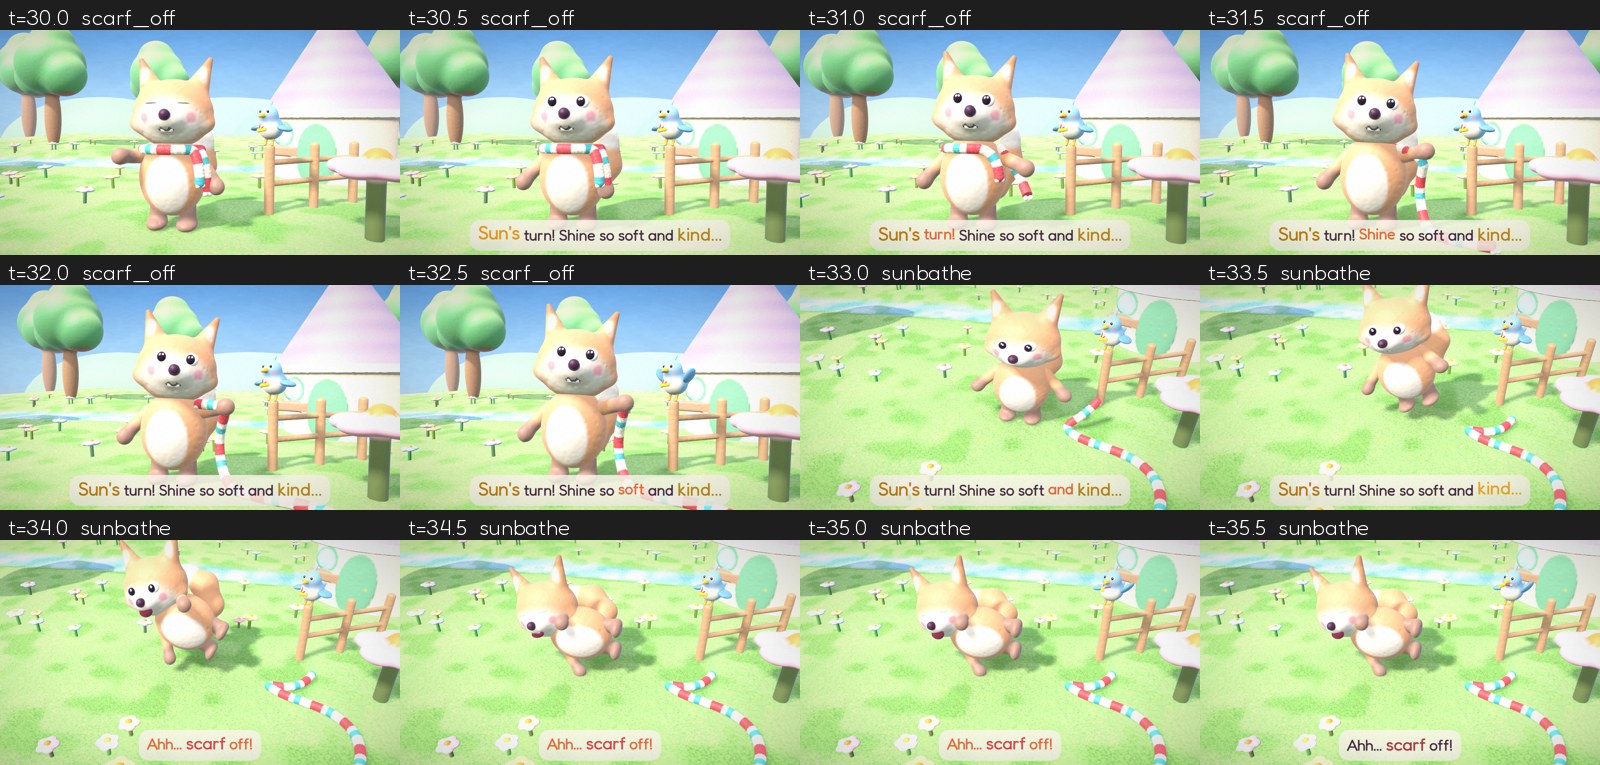 t=30.0 scarf_off
t=30.5 scarf_off
Sun's turn! Shine so soft and kind...
t=31.0 scarf_off
Sun's turn! Shine so soft and kind...
t=31.5 scarf_off
Sun's turn! Shine so soft and kind...
t=32.0 scarf_off
Sun's turn! Shine so soft and kind...
t=32.5 scarf_off
Sun's turn! Shine so soft and kind...
t=33.0 sunbathe
Sun's turn! Shine so soft and kind...
t=33.5 sunbathe
Sun's turn! Shine so soft and kind...
t=34.0 sunbathe
Ahh... scarf off!
t=34.5 sunbathe
Ahh... scarf off!
t=35.0 sunbathe
Ahh... scarf off!
t=35.5 sunbathe
Ahh... scarf off!